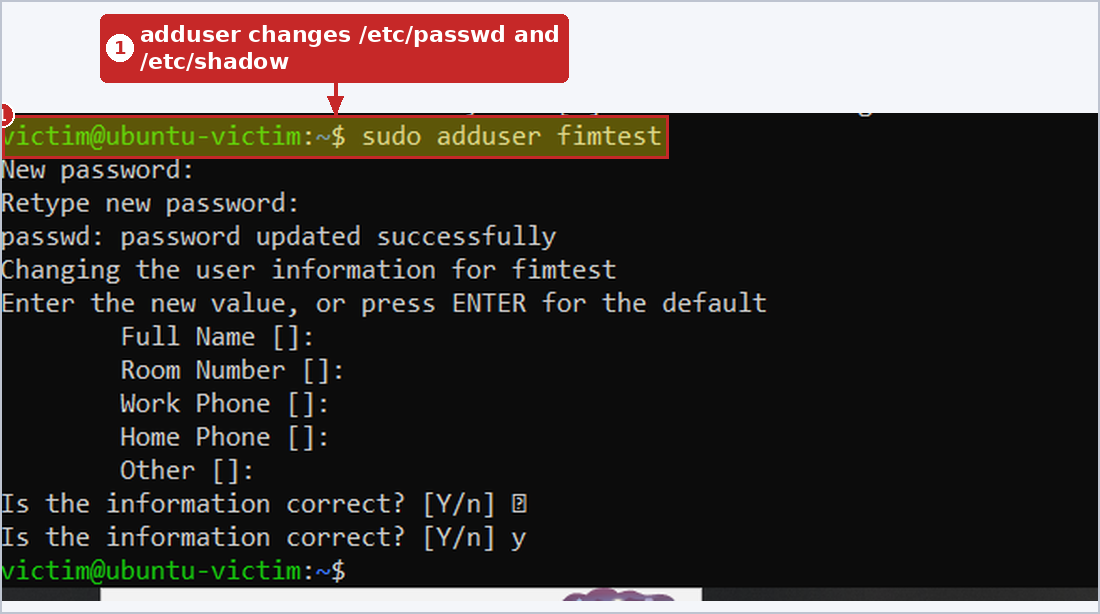 1 adduser changes /etc/passwd and
/etc/shadow
1
victim@ubuntu-victim:~$ sudo adduser fimtest
New password:
Retype new password:
passwd: password updated successfully
Changing the user information for fimtest
Enter the new value, or press ENTER for the default
Full Name []:
Room Number []:
Work Phone []:
Home Phone []:
Other []:
Is the information correct? [Y/n] �
Is the information correct? [Y/n] y
victim@ubuntu-victim:~$